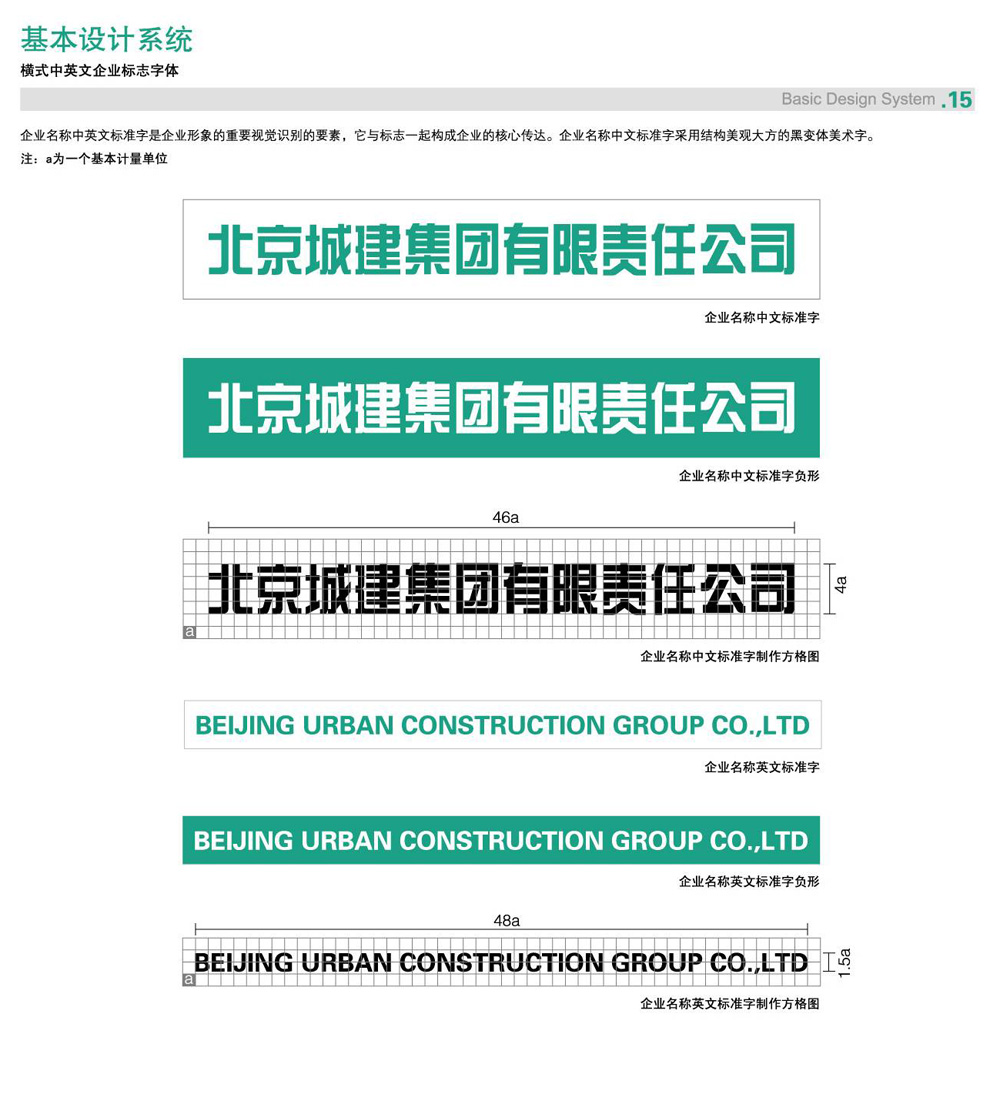 基本设计系统
横式中英文企业标志字体
Basic Design System .15
企业名称中英文标准字是企业形象的重要视觉识别的要素，它与标志一起构成企业的核心传达。企业名称中文标准字采用结构美观大方的黑变体美术字。
注：a为一个基本计量单位
北京城建集团有限责任公司
企业名称中文标准字
北京城建集团有限责任公司
企业名称中文标准字负形
46a
北京城建集团有限责任公司
4a
a
企业名称中文标准字制作方格图
BEIJING URBAN CONSTRUCTION GROUP CO.,LTD
企业名称英文标准字
BEIJING URBAN CONSTRUCTION GROUP CO.,LTD
企业名称英文标准字负形
48a
BEIJING URBAN CONSTRUCTION GROUP CO.,LTD
1.5a
a
企业名称英文标准字制作方格图